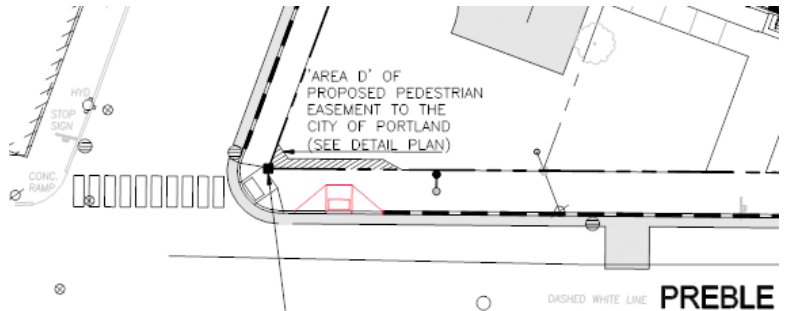 'AREA D' OF
PROPOSED PEDESTRIAN
EASEMENT TO THE
CITY OF PORTLAND
(SEE DETAIL PLAN)
HYD
STOP
SIGN
CONC.
RAMP
DASHED WHITE LINE
PREBLE